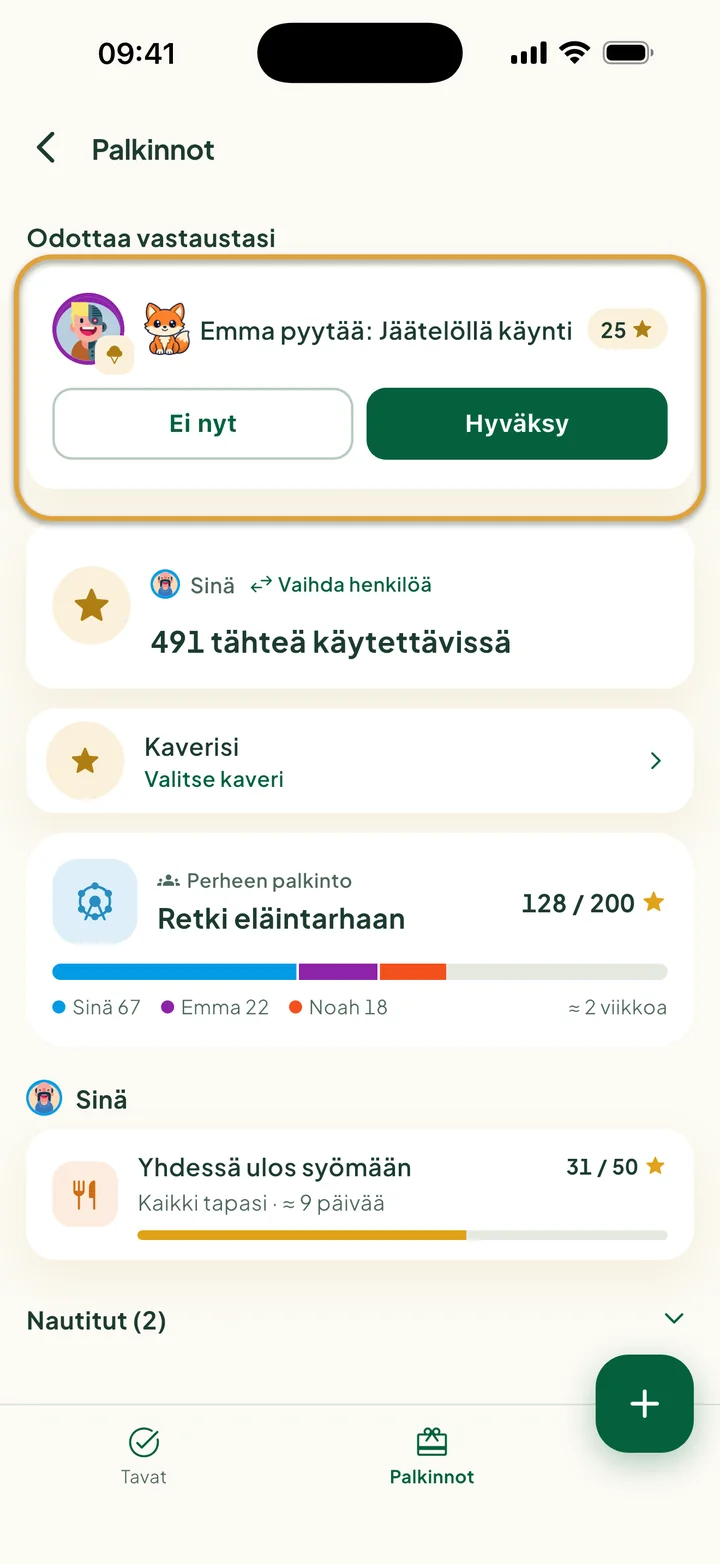 09:41
Palkinnot
Odottaa vastaustasi
Emma pyytää: Jäätelöllä käynti 25
Ei nyt Hyväksy
Sinä Vaihda henkilöä
491 tähteä käytettävissä
Kaverisi
Valitse kaveri
Perheen palkinto
Retki eläintarhaan 128 / 200
Sinä 67 Emma 22 Noah 18 ≈ 2 viikkoa
Sinä
Yhdessä ulos syömään 31 / 50
Kaikki tapasi · ≈ 9 päivää
Nautitut (2)
Tavat Palkinnot